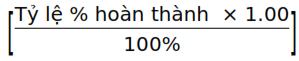 [Tỷ lệ % hoàn thành × 1.00
100%]